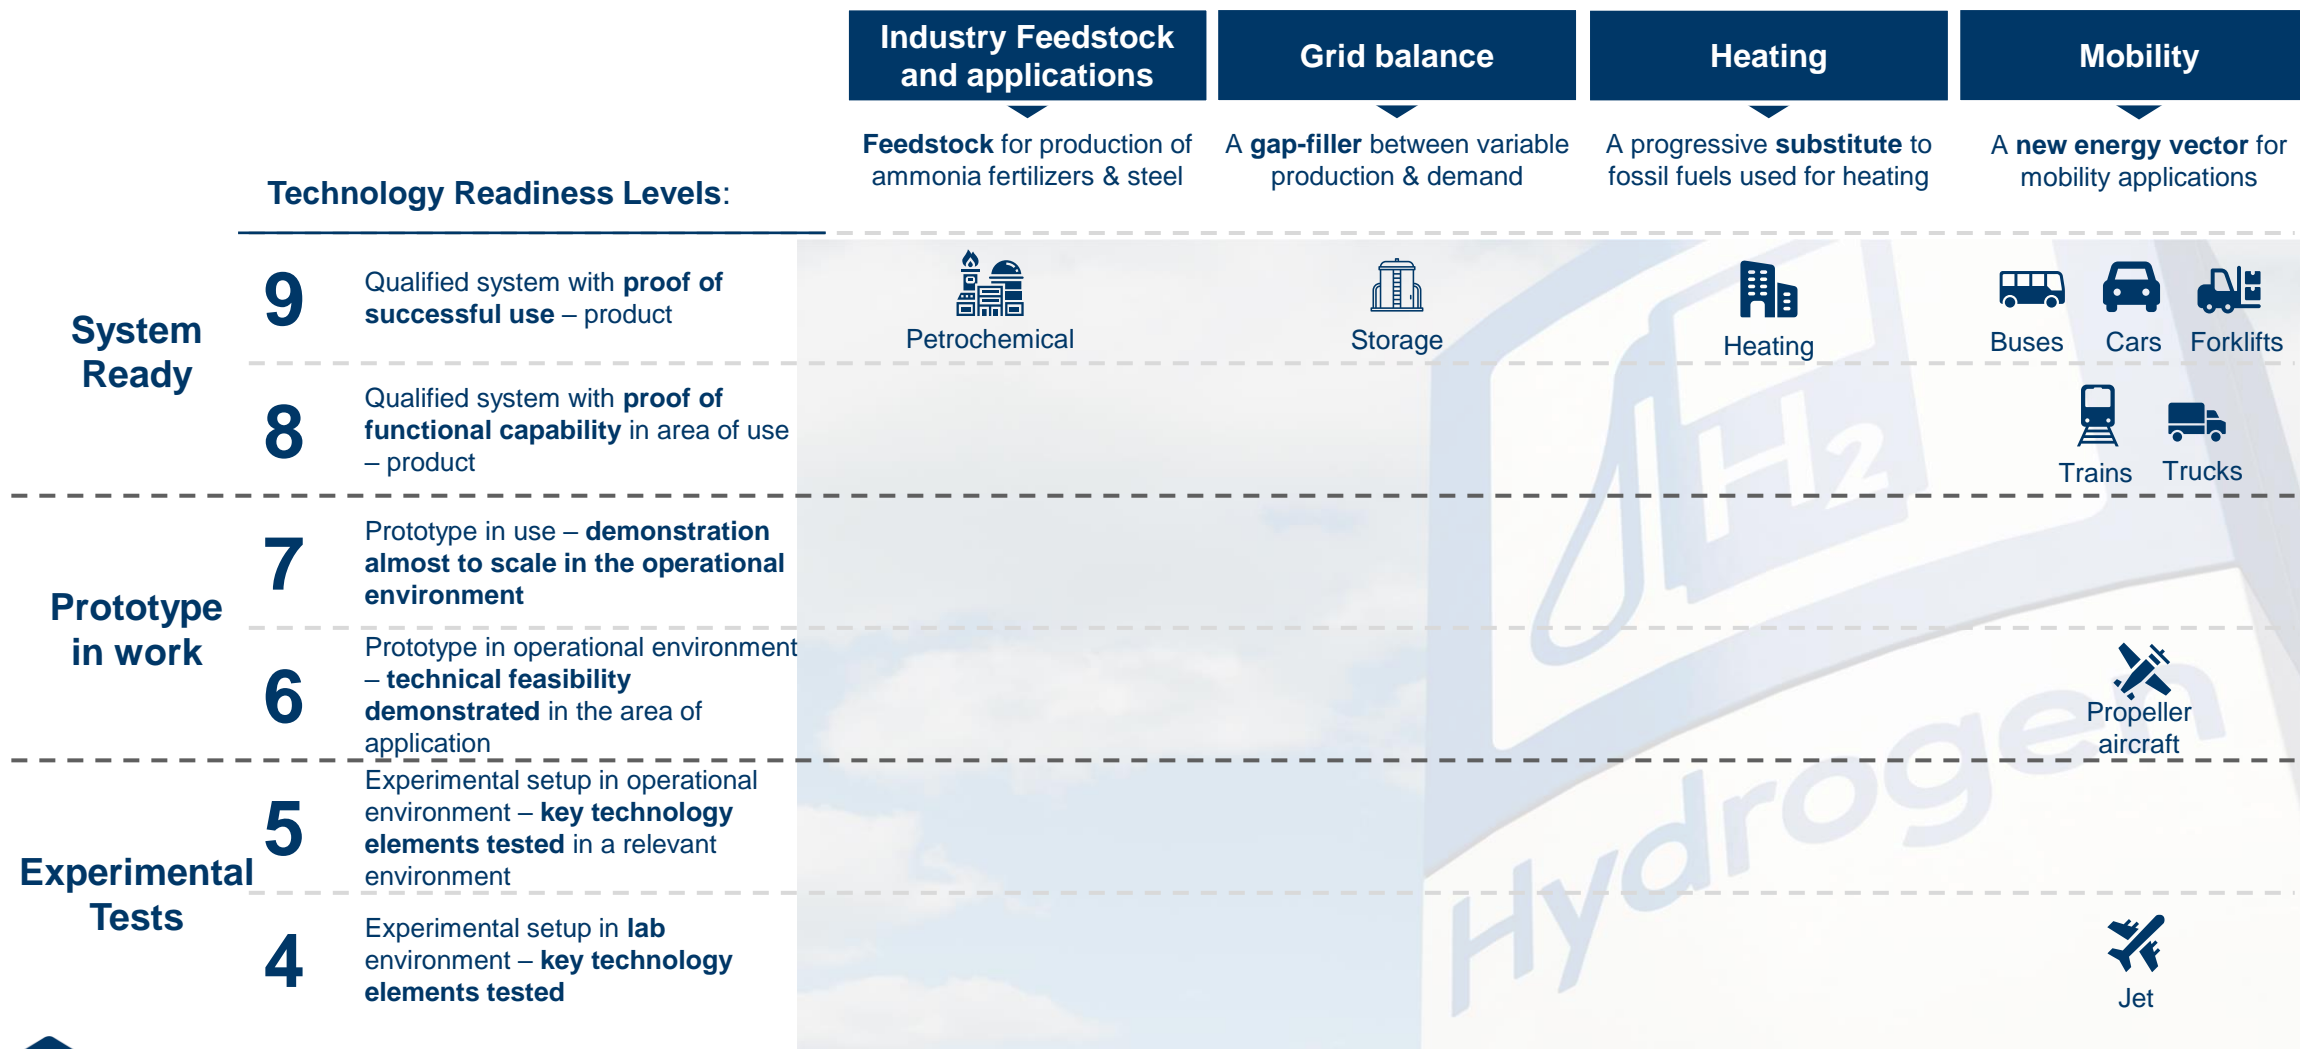 Industry Feedstock
and applications
Grid balance
Heating
Mobility
Feedstock for production of
ammonia fertilizers & steel
A gap-filler between variable
production & demand
A progressive substitute to
fossil fuels used for heating
A new energy vector for
mobility applications
Technology Readiness Levels:
System
Ready
9
Qualified system with proof of
successful use – product
Petrochemical
Storage
Heating
Buses
Cars
Forklifts
8
Qualified system with proof of
functional capability in area of use
– product
Trains
Trucks
Prototype
in work
7
Prototype in use – demonstration
almost to scale in the operational
environment
6
Prototype in operational environment
– technical feasibility
demonstrated in the area of
application
Propeller
aircraft
Experimental
Tests
5
Experimental setup in operational
environment – key technology
elements tested in a relevant
environment
4
Experimental setup in lab
environment – key technology
elements tested
Jet
H2
Hydrogen